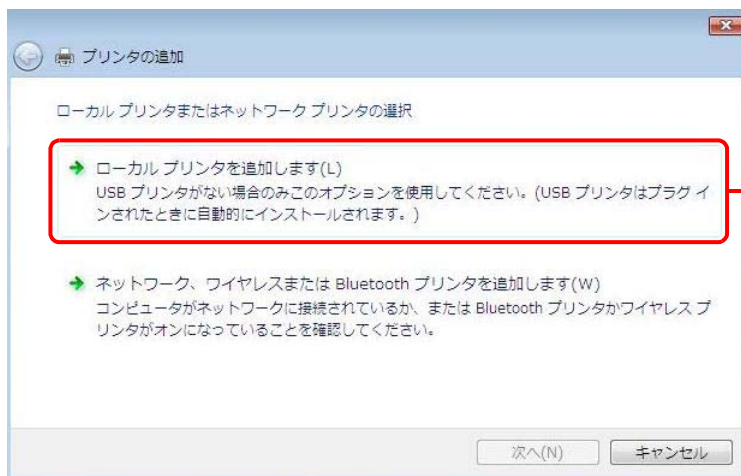 プリンタの追加
ローカル プリンタまたはネットワーク プリンタの選択
ローカル プリンタを追加します(L)
USB プリンタがない場合のみこのオプションを使用してください。(USB プリンタはプラグ イ
ンされたときに自動的にインストールされます。)
ネットワーク、ワイヤレスまたは Bluetooth プリンタを追加します(W)
コンピュータがネットワークに接続されているか、または Bluetooth プリンタかワイヤレス プ
リンタがオンになっていることを確認してください。
次へ(N)
キャンセル